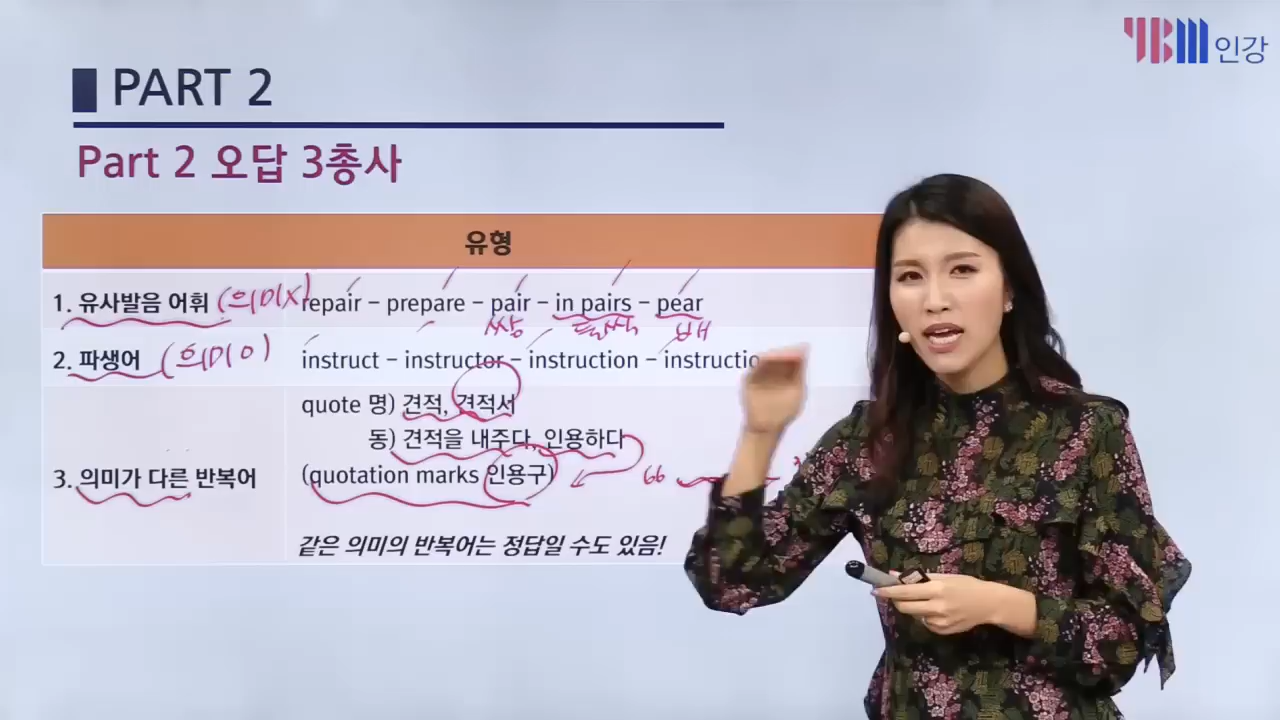 YBM 인강
PART 2
Part 2 오답 3총사
유형
1. 유사발음 어휘 (의미X) repair – prepare – pair – in pairs – pear
쌍 둘씩 배
2. 파생어 (의미O) instruct – instructor – instruction –
quote 명) 견적, 견적서
동) 견적을 내주다, 인용하다
3. 의미가 다른 반복어 (quotation marks 인용구)
같은 의미의 반복어는 정답일 수도 있음!